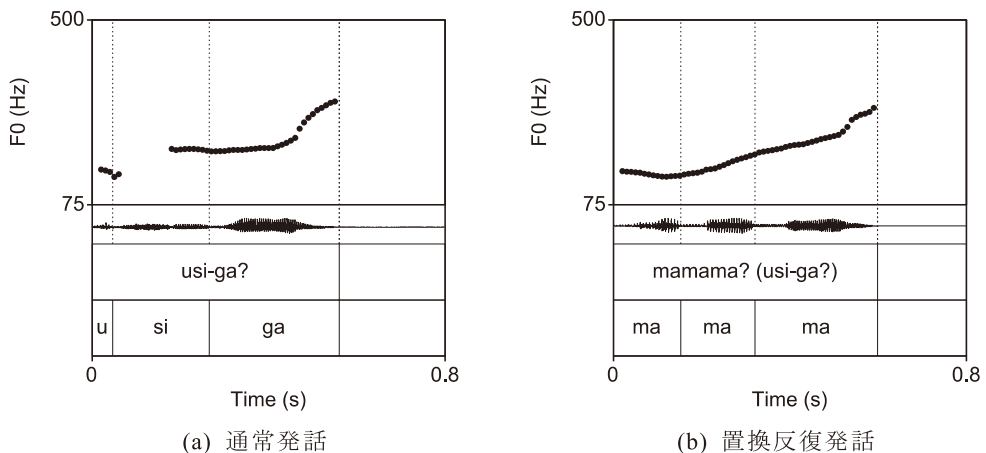 500
F0 (Hz)
75
usi-ga?
u si ga
0 0.8
Time (s)
(a) 通常発話
500
F0 (Hz)
75
mamama? (usi-ga?)
ma ma ma
0 0.8
Time (s)
(b) 置換反復発話